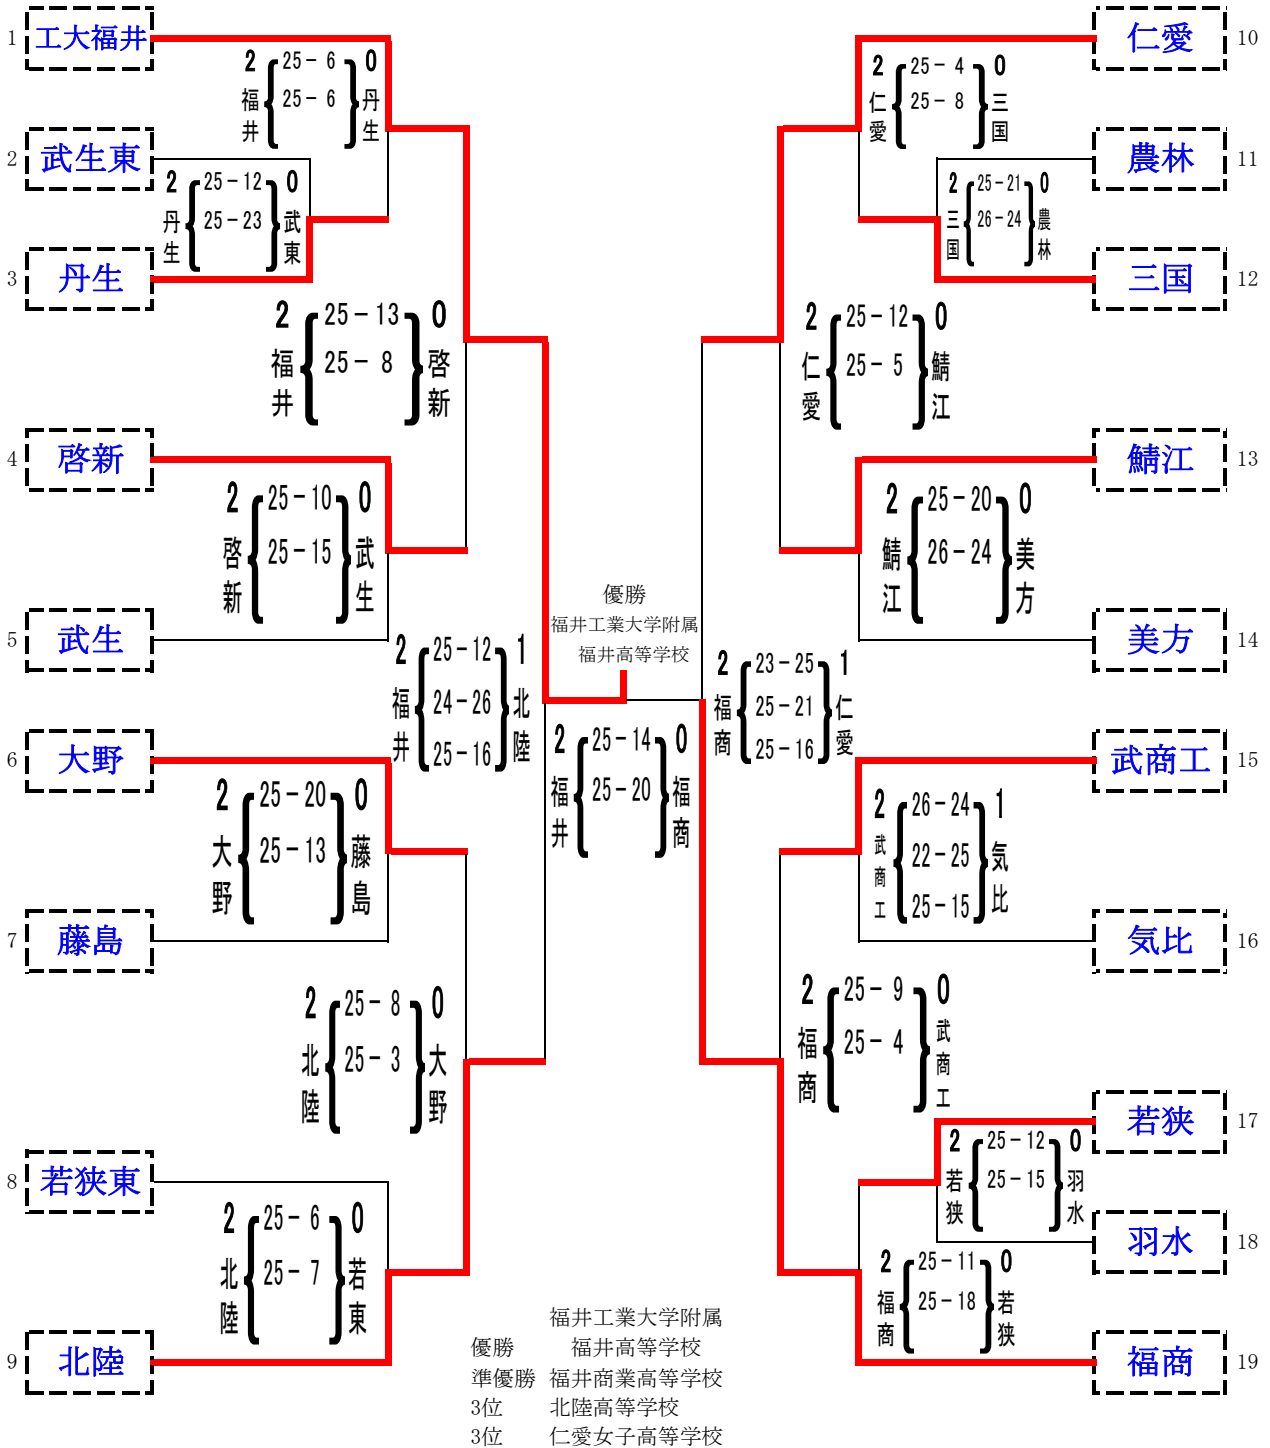 1 工大福井
2 25－ 6 0
福井 25－ 6 丹生
2 武生東
2 25－12 0
丹生 25－23 武東
3 丹生
2 25－13 0
福井 25－ 8 啓新
4 啓新
2 25－10 0
啓新 25－15 武生
5 武生
2 25－12 1
福井 24－26 北陸
25－16
6 大野
2 25－20 0
大野 25－13 藤島
7 藤島
2 25－ 8 0
北陸 25－ 3 大野
8 若狭東
2 25－ 6 0
北陸 25－ 7 若東
9 北陸
優勝
福井工業大学附属
福井高等学校
2 25－14 0
福井 25－20 福商
仁愛 10
2 25－ 4 0
仁愛 25－ 8 三国
農林 11
2 25－21 0
三国 26－24 農林
三国 12
2 25－12 0
仁愛 25－ 5 鯖江
鯖江 13
2 25－20 0
鯖江 26－24 美方
美方 14
2 23－25 1
福商 25－21 仁愛
25－16
武商工 15
2 26－24 1
武商工 22－25 気比
25－15
気比 16
2 25－ 9 0
福商 25－ 4 武商工
若狭 17
2 25－12 0
若狭 25－15 羽水
羽水 18
2 25－11 0
福商 25－18 若狭
福商 19
福井工業大学附属
優勝 福井高等学校
準優勝 福井商業高等学校
3位 北陸高等学校
3位 仁愛女子高等学校